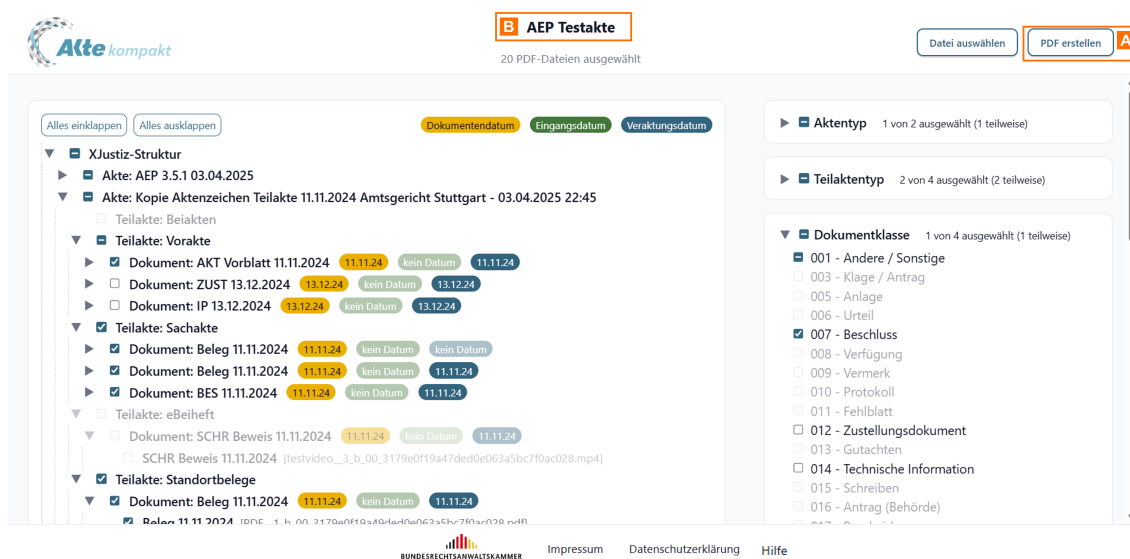 Akte kompakt
B AEP Testakte
20 PDF-Dateien ausgewählt
Datei auswählen
PDF erstellen A
Alles einklappen Alles ausklappen Dokumentendatum Eingangsdatum Veraktungsdatum
XJustiz-Struktur
Akte: AEP 3.5.1 03.04.2025
Akte: Kopie Aktenzeichen Teilakte 11.11.2024 Amtsgericht Stuttgart - 03.04.2025 22:45
Teilakte: Beiakten
Teilakte: Vorakte
Dokument: AKT Vorblatt 11.11.2024 11.11.24 kein Datum 11.11.24
Dokument: ZUST 13.12.2024 13.12.24 kein Datum 13.12.24
Dokument: IP 13.12.2024 13.12.24 kein Datum 13.12.24
Teilakte: Sachakte
Dokument: Beleg 11.11.2024 11.11.24 kein Datum kein Datum
Dokument: Beleg 11.11.2024 11.11.24 kein Datum 11.11.24
Dokument: BES 11.11.2024 11.11.24 kein Datum 11.11.24
Teilakte: eBeiheft
Dokument: SCHR Beweis 11.11.2024 11.11.24 kein Datum 11.11.24
SCHR Beweis 11.11.2024 [testvideo__3_b_00_3179e0f19a47ded0e063a5bc7f0ac028.mp4]
Teilakte: Standortbelege
Dokument: Beleg 11.11.2024 11.11.24 kein Datum 11.11.24
Beleg 11.11.2024 [PDF__1_b_00_3179e0f19a49ded0e063a5bc7f0ac028.pdf]
Aktentyp 1 von 2 ausgewählt (1 teilweise)
Teilaktentyp 2 von 4 ausgewählt (2 teilweise)
Dokumentklasse 1 von 4 ausgewählt (1 teilweise)
001 - Andere / Sonstige
003 - Klage / Antrag
005 - Anlage
006 - Urteil
007 - Beschluss
008 - Verfügung
009 - Vermerk
010 - Protokoll
011 - Fehlblatt
012 - Zustellungsdokument
013 - Gutachten
014 - Technische Information
015 - Schreiben
016 - Antrag (Behörde)
BUNDESRECHTSANWALTSKAMMER Impressum Datenschutzerklärung Hilfe